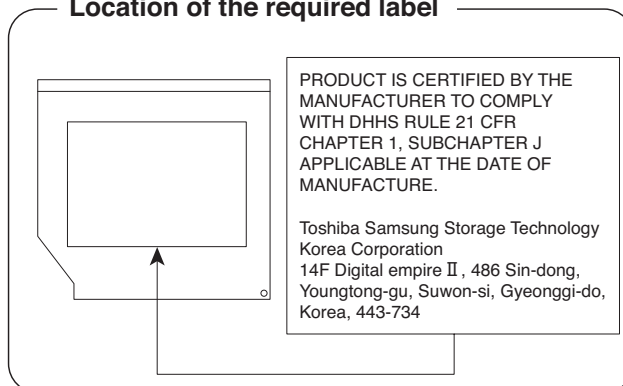 Location of the required label
PRODUCT IS CERTIFIED BY THE
MANUFACTURER TO COMPLY
WITH DHHS RULE 21 CFR
CHAPTER 1, SUBCHAPTER J
APPLICABLE AT THE DATE OF
MANUFACTURE.
Toshiba Samsung Storage Technology
Korea Corporation
14F Digital empire Ⅱ, 486 Sin-dong,
Youngtong-gu, Suwon-si, Gyeonggi-do,
Korea, 443-734